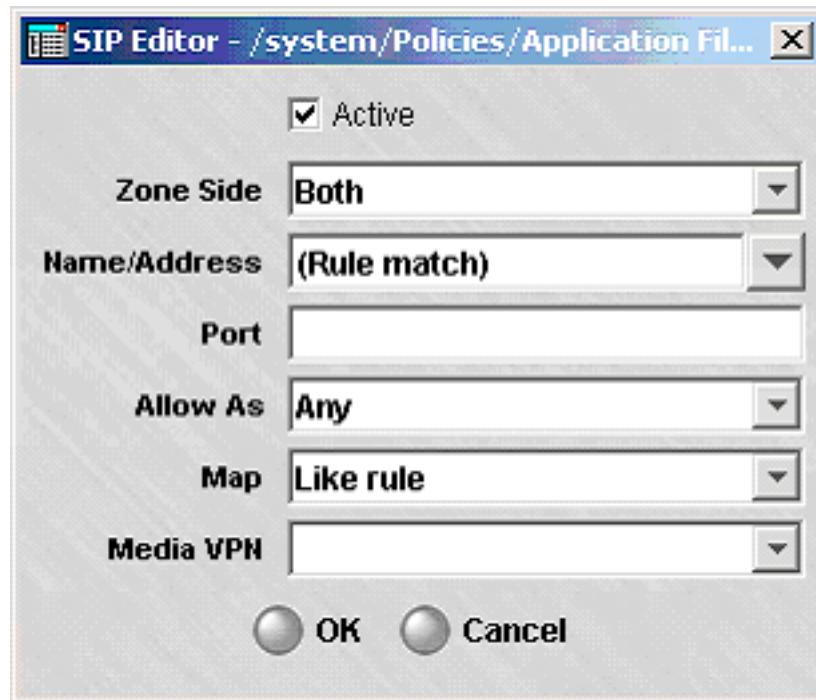 SIP Editor - /system/Policies/Application Fil...
Active
Zone Side Both
Name/Address (Rule match)
Port
Allow As Any
Map Like rule
Media VPN
OK Cancel